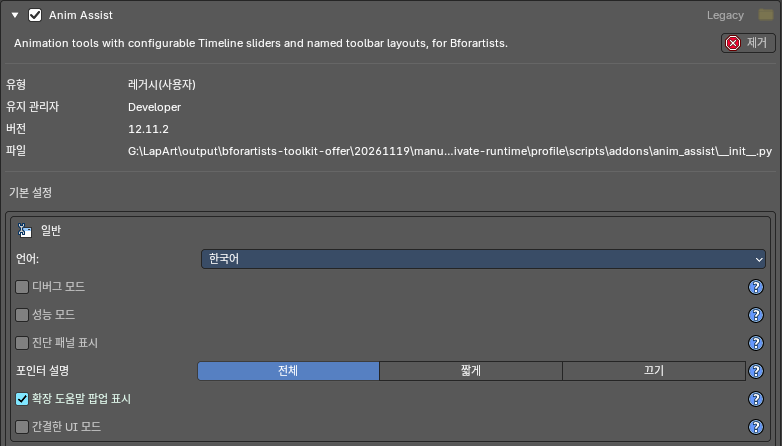 Anim Assist Legacy
Animation tools with configurable Timeline sliders and named toolbar layouts, for Bforartists. 제거
유형 레거시(사용자)
유지 관리자 Developer
버전 12.11.2
파일 G:\LapArt\output\bforartists-toolkit-offer\20261119\manu...ivate-runtime\profile\scripts\addons\anim_assist\__init__.py
기본 설정
일반
언어: 한국어
디버그 모드 ?
성능 모드 ?
진단 패널 표시 ?
포인터 설명 전체 짧게 끄기 ?
확장 도움말 팝업 표시 ?
간결한 UI 모드 ?